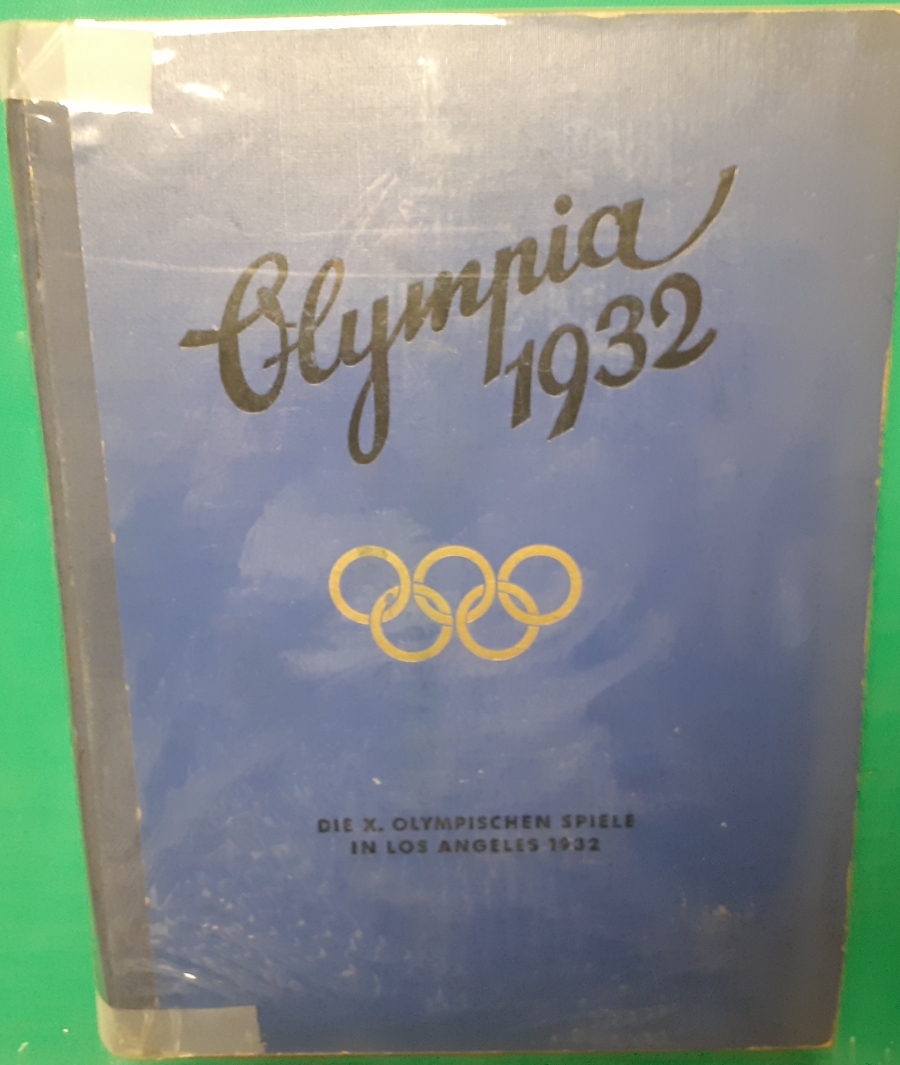 Olympia
1932
DIE X. OLYMPISCHEN SPIELE
IN LOS ANGELES 1932